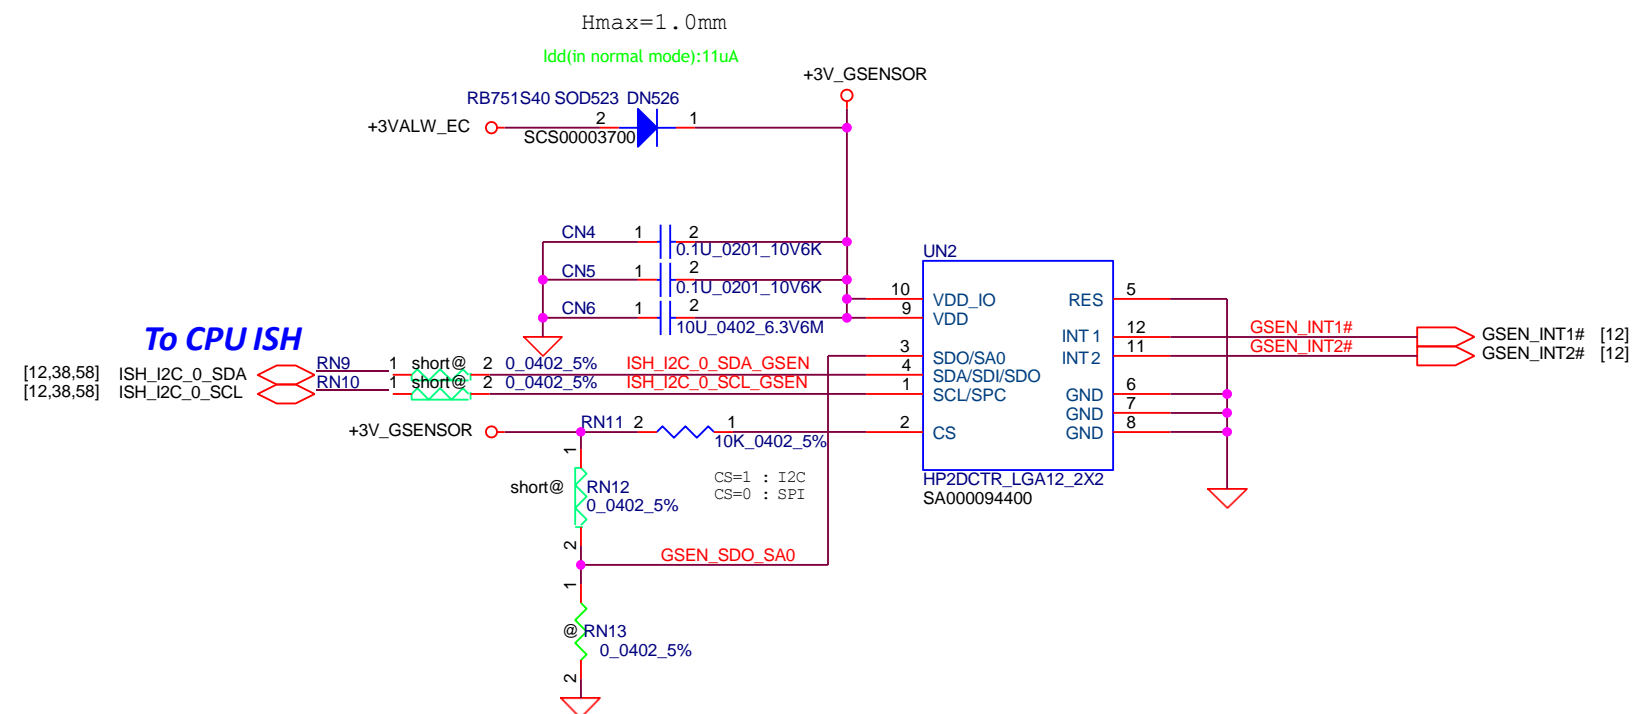 Hmax=1.0mm
Idd(in normal mode):11uA
+3V_GSENSOR
RB751S40 SOD523 DN526
+3VALW_EC
2
1
SCS00003700
CN4
1
2
0.1U_0201_10V6K
CN5
1
2
0.1U_0201_10V6K
CN6
1
2
10U_0402_6.3V6M
UN2
10
VDD_IO
9
VDD
3
SDO/SA0
4
SDA/SDI/SDO
1
SCL/SPC
2
CS
RES
5
INT1
12
INT2
11
GND
6
GND
7
GND
8
HP2DCTR_LGA12_2X2
SA000094400
GSEN_INT1#
GSEN_INT2#
GSEN_INT1# [12]
GSEN_INT2# [12]
To CPU ISH
[12,38,58] ISH_I2C_0_SDA
RN9
1
short@
2
0_0402_5%
ISH_I2C_0_SDA_GSEN
[12,38,58] ISH_I2C_0_SCL
RN10
1
short@
2
0_0402_5%
ISH_I2C_0_SCL_GSEN
+3V_GSENSOR
RN11
2
1
10K_0402_5%
CS=1 : I2C
CS=0 : SPI
1
short@
RN12
0_0402_5%
2
GSEN_SDO_SA0
1
@
RN13
0_0402_5%
2